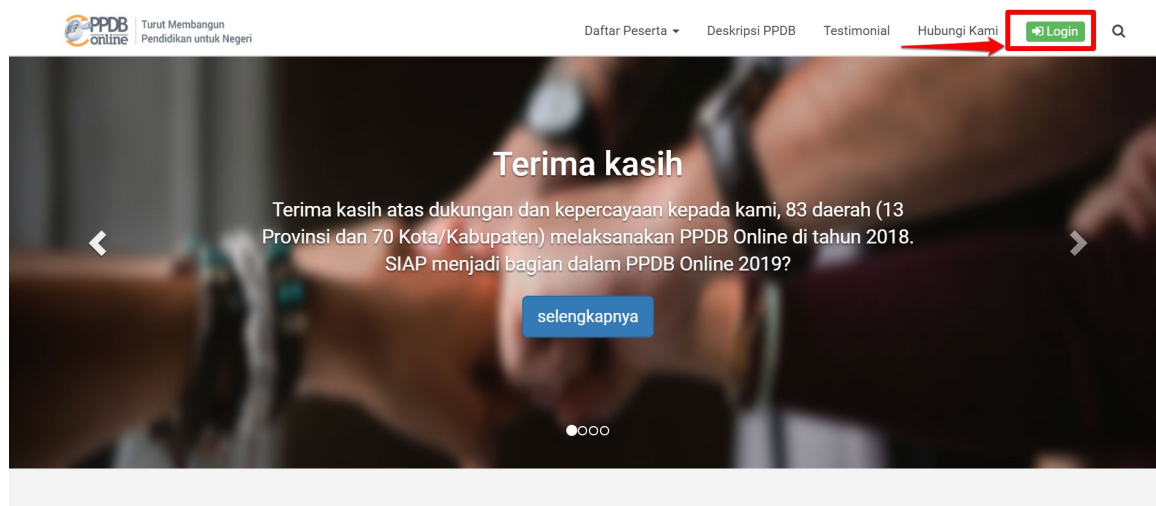 PPDB online
Turut Membangun
Pendidikan untuk Negeri
Daftar Peserta
Deskripsi PPDB
Testimonial
Hubungi Kami
Login
Terima kasih
Terima kasih atas dukungan dan kepercayaan kepada kami, 83 daerah (13
Provinsi dan 70 Kota/Kabupaten) melaksanakan PPDB Online di tahun 2018.
SIAP menjadi bagian dalam PPDB Online 2019?
selengkapnya